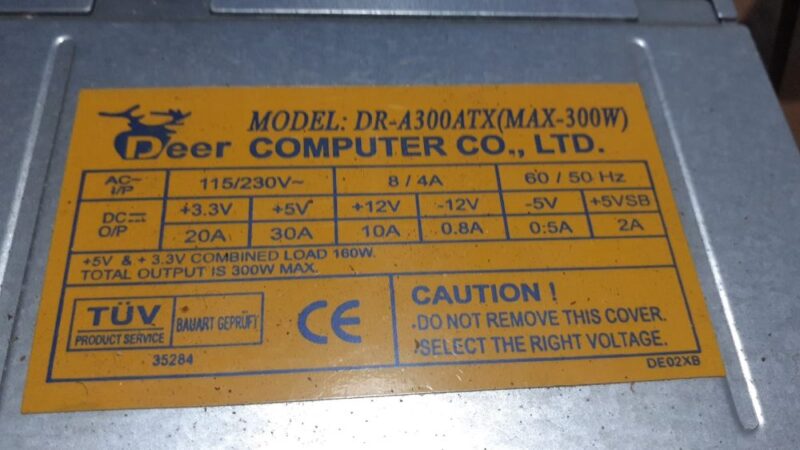 MODEL: DR-A300ATX(MAX-300W)
Deer COMPUTER CO., LTD.
AC~ I/P 115/230V~ 8/4A 60/50 Hz
DC O/P +3.3V +5V +12V -12V -5V +5VSB
20A 30A 10A 0.8A 0.5A 2A
+5V & +3.3V COMBINED LOAD 160W.
TOTAL OUTPUT IS 300W MAX.
TÜV
PRODUCT SERVICE
BAUART GEPRÜFT
35284
CE
CAUTION !
.DO NOT REMOVE THIS COVER.
.SELECT THE RIGHT VOLTAGE.
DE02XB